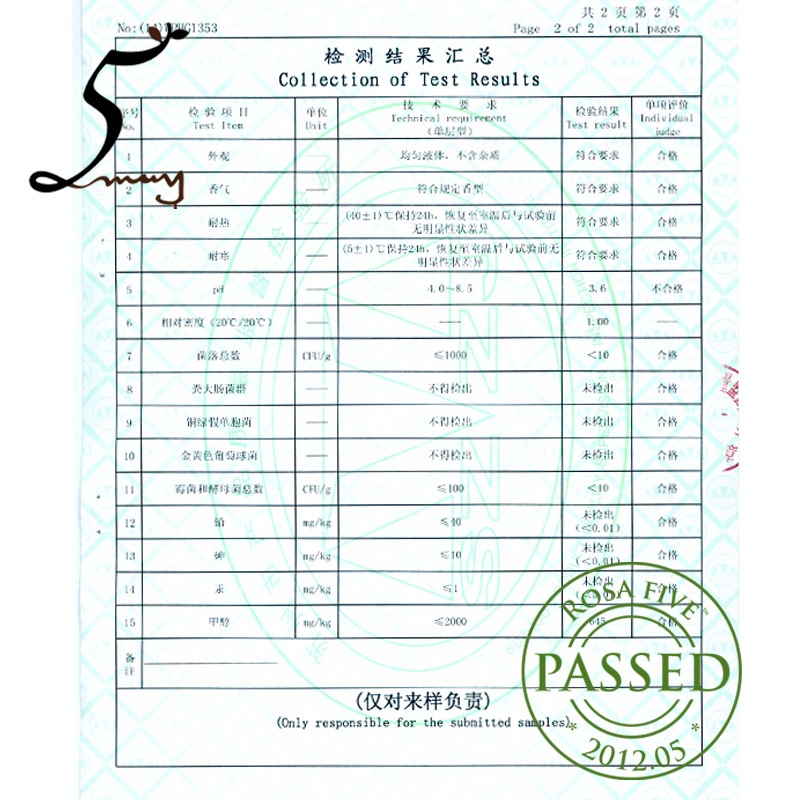 共 2 页 第 2 页
Page 2 of 2 total pages
检测结果汇总
Collection of Test Results
检验项目 单位 技术要求 检验结果 单项评价
Test Item Unit Technical requirement Test result Individual
(单层型) judge
1 外观 —— 均匀液体，不含杂质 符合要求 合格
2 香气 —— 符合规定香型 符合要求 合格
3 耐热 —— (40±1)℃保持24h，恢复至室温后与试验前 符合要求 合格
无明显性状差异
4 耐寒 —— (5±1)℃保持24h，恢复至室温后与试验前无 符合要求 合格
明显性状差异
5 pH —— 4.0～8.5 3.6 不合格
6 相对密度（20℃/20℃） —— —— 1.00 ——
7 菌落总数 CFU/g ≤1000 <10 合格
8 粪大肠菌群 —— 不得检出 未检出 合格
9 铜绿假单胞菌 —— 不得检出 未检出 合格
10 金黄色葡萄球菌 —— 不得检出 未检出 合格
11 霉菌和酵母菌总数 CFU/g ≤100 <10 合格
12 铅 mg/kg ≤40 未检出 合格
(<0.01)
13 砷 mg/kg ≤10 未检出 合格
(<0.01)
14 汞 mg/kg ≤1 未检出 合格
15 甲醇 mg/kg ≤2000 645 合格
备
注
(仅对来样负责)
(Only responsible for the submitted samples)
ROSA FIVE™
PASSED
2012.05